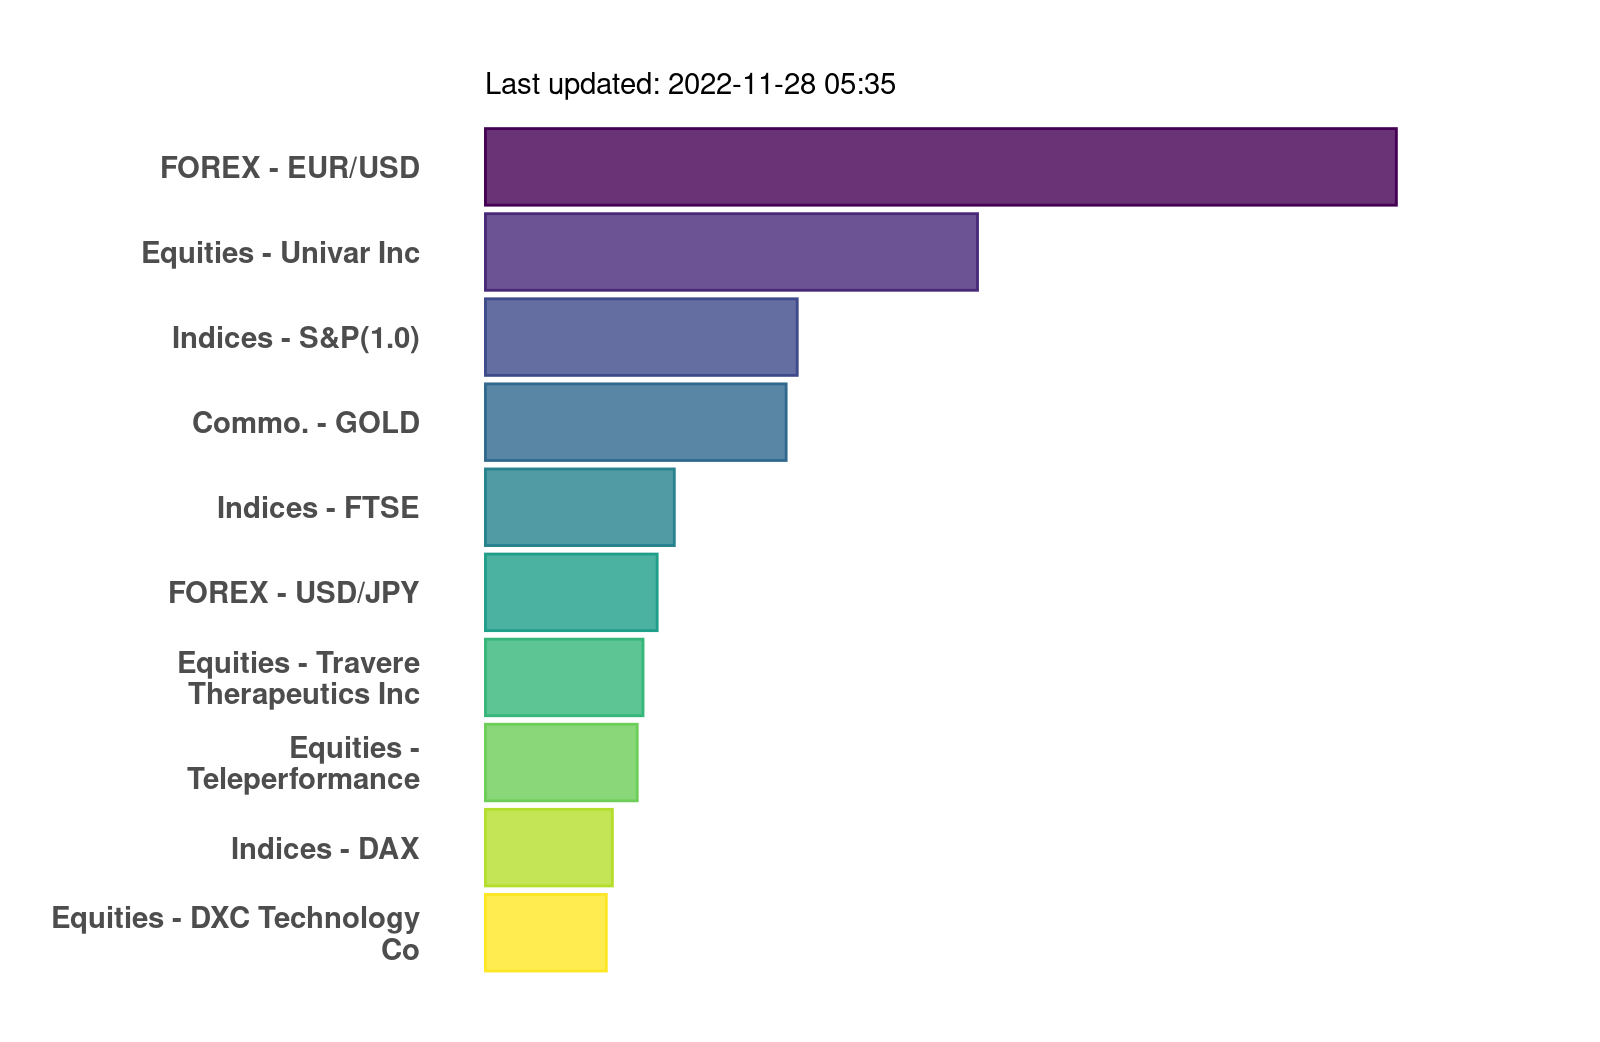 Last updated: 2022-11-28 05:35
FOREX - EUR/USD
Equities - Univar Inc
Indices - S&P(1.0)
Commo. - GOLD
Indices - FTSE
FOREX - USD/JPY
Equities - Travere
Therapeutics Inc
Equities -
Teleperformance
Indices - DAX
Equities - DXC Technology
Co